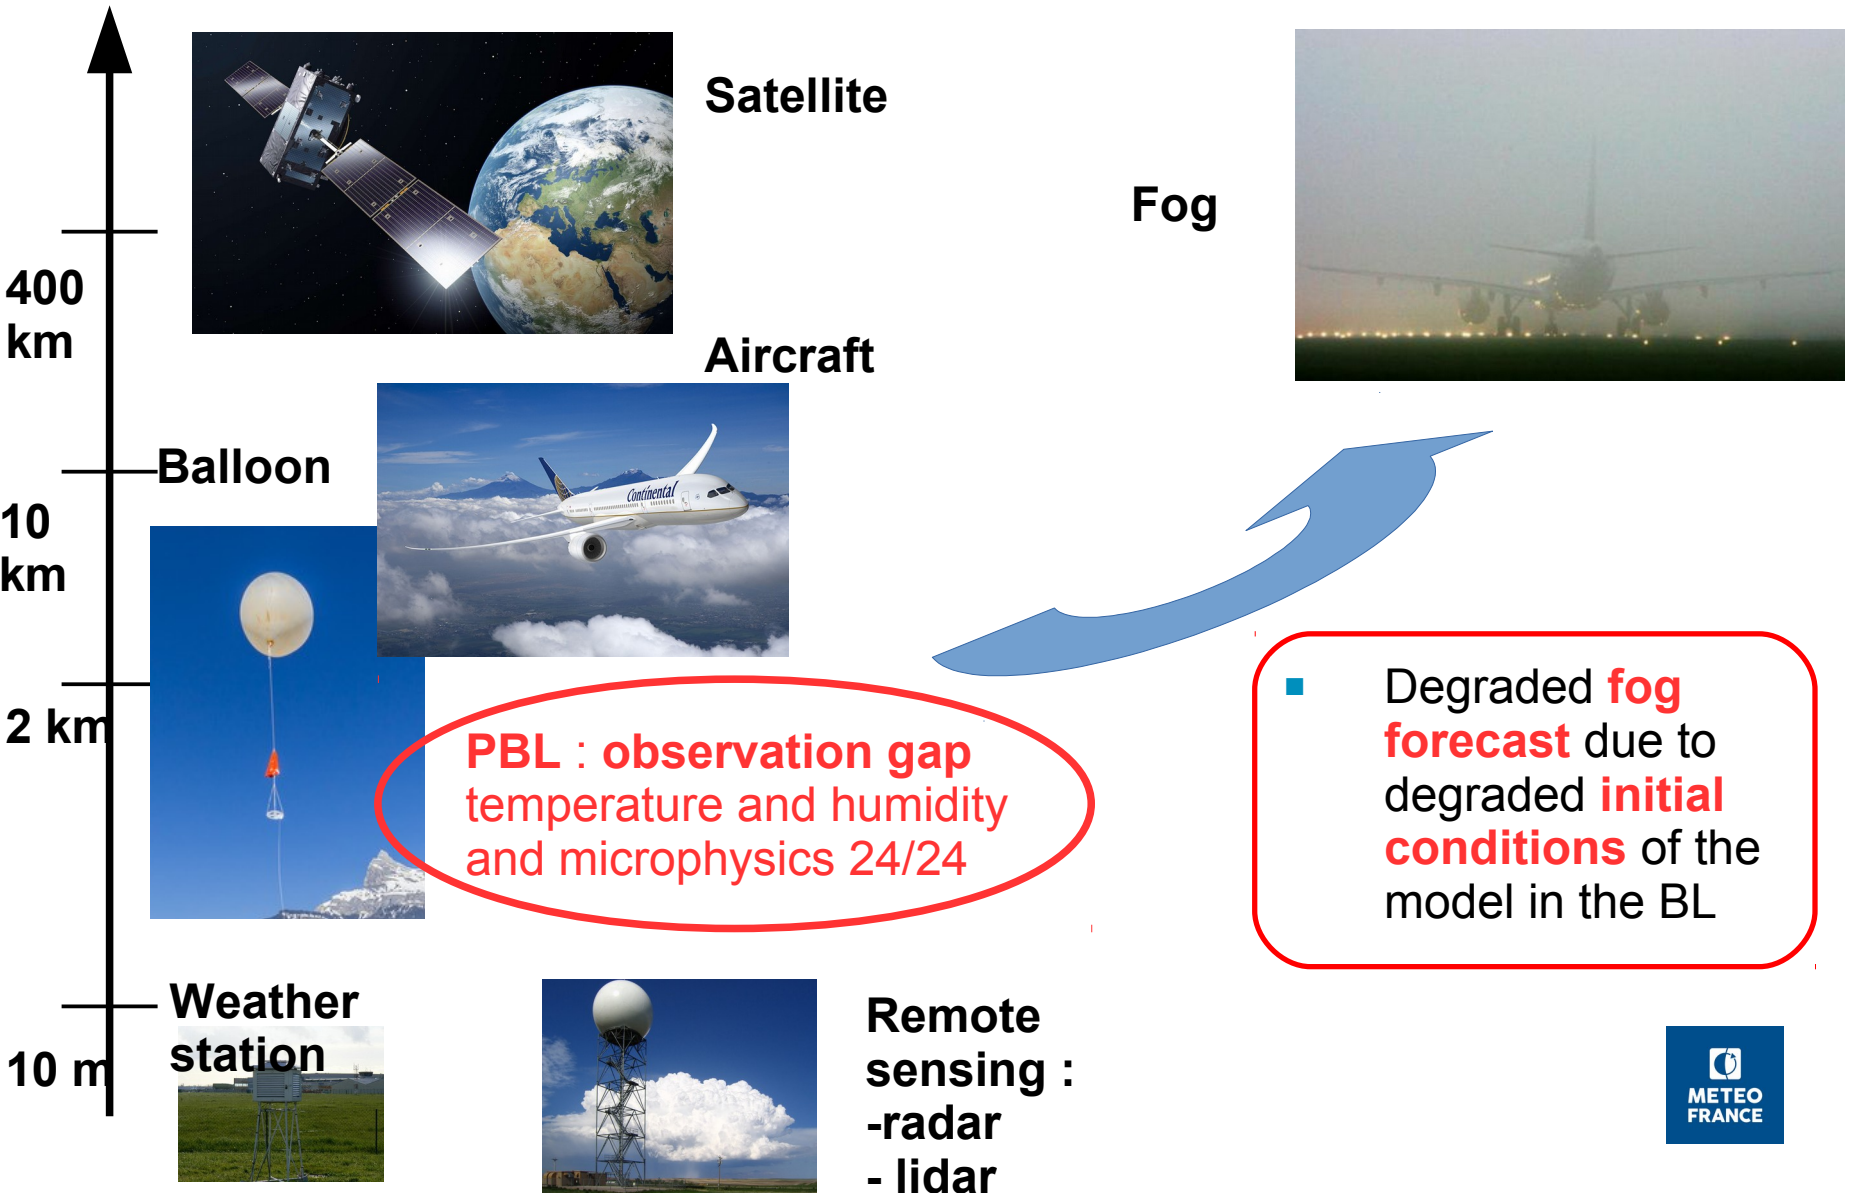 Satellite
Fog
400
km
Aircraft
Balloon
Continental
10
km
2 km
PBL : observation gap
temperature and humidity
and microphysics 24/24
Degraded fog
forecast due to
degraded initial
conditions of the
model in the BL
Weather
station
10 m
Remote
sensing :
-radar
- lidar
METEO
FRANCE